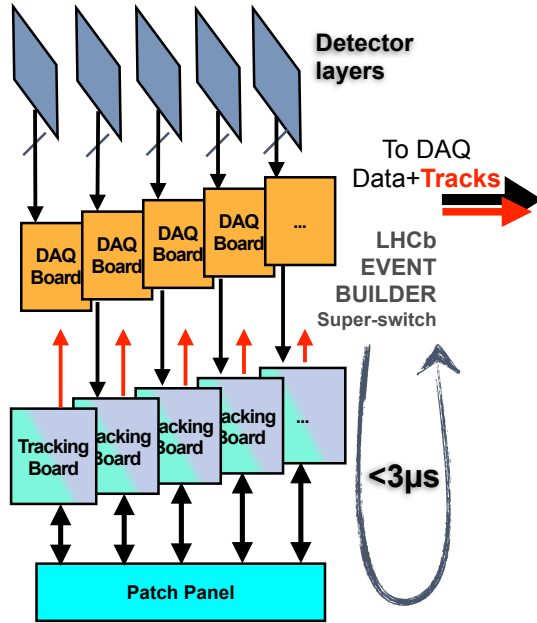 Detector
layers
To DAQ
Data+Tracks
DAQ
Board
DAQ
Board
DAQ
Board
DAQ
Board
...
LHCb
EVENT
BUILDER
Super-switch
Tracking
Board
acking
Board
acking
Board
acking
Board
...
<3µs
Patch Panel